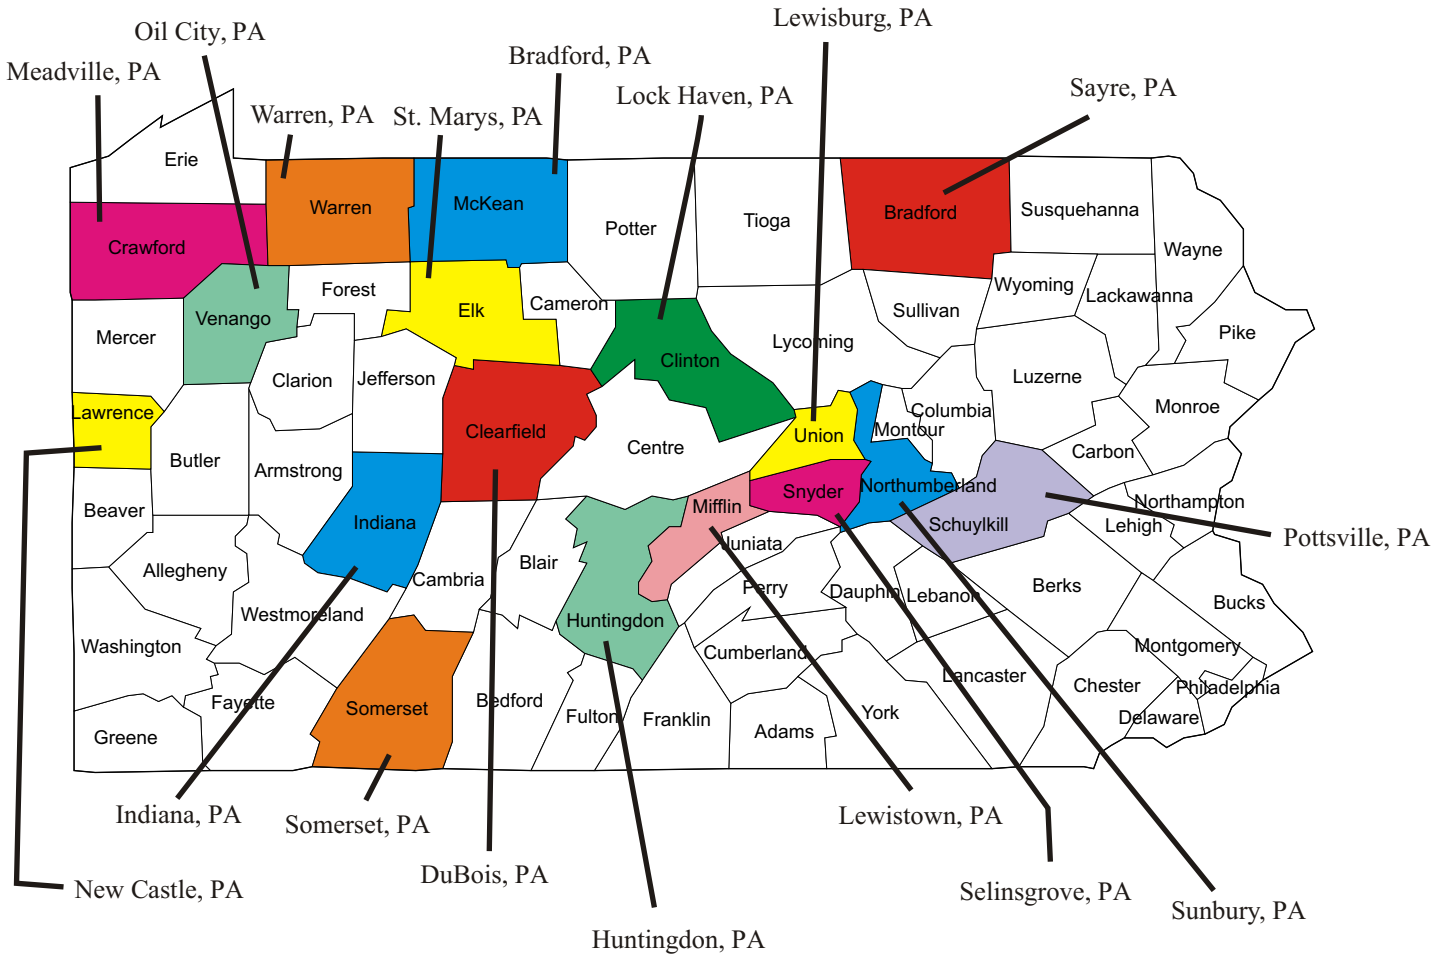 Lewisburg, PA
Oil City, PA
Bradford, PA
Meadville, PA
Sayre, PA
Lock Haven, PA
Warren, PA
St. Marys, PA
Erie
Warren
McKean
Bradford
Susquehanna
Tioga
Potter
Crawford
Wayne
Forest
Wyoming
Lackawanna
Cameron
Elk
Sullivan
Venango
Pike
Mercer
Lycoming
Clinton
Luzerne
Clarion
Jefferson
Monroe
Columbia
Lawrence
Montour
Clearfield
Union
Centre
Carbon
Butler
Armstrong
Northumberland
Snyder
Northampton
Mifflin
Beaver
Indiana
Schuylkill
Lehigh
Pottsville, PA
Juniata
Blair
Allegheny
Cambria
Perry
Berks
Dauphin
Lebanon
Bucks
Westmoreland
Huntingdon
Washington
Montgomery
Cumberland
Lancaster
Chester
Philadelphia
Fayette
Bedford
Somerset
York
Fulton
Franklin
Delaware
Adams
Greene
Indiana, PA
Lewistown, PA
Somerset, PA
DuBois, PA
New Castle, PA
Selinsgrove, PA
Sunbury, PA
Huntingdon, PA